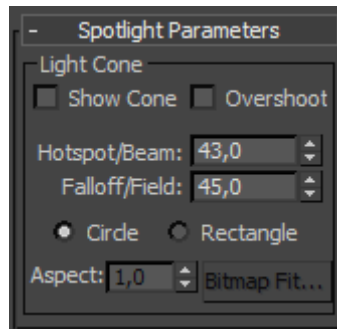 - Spotlight Parameters
Light Cone
Show Cone Overshoot
Hotspot/Beam: 43,0
Falloff/Field: 45,0
Circle Rectangle
Aspect: 1,0 Bitmap Fit...